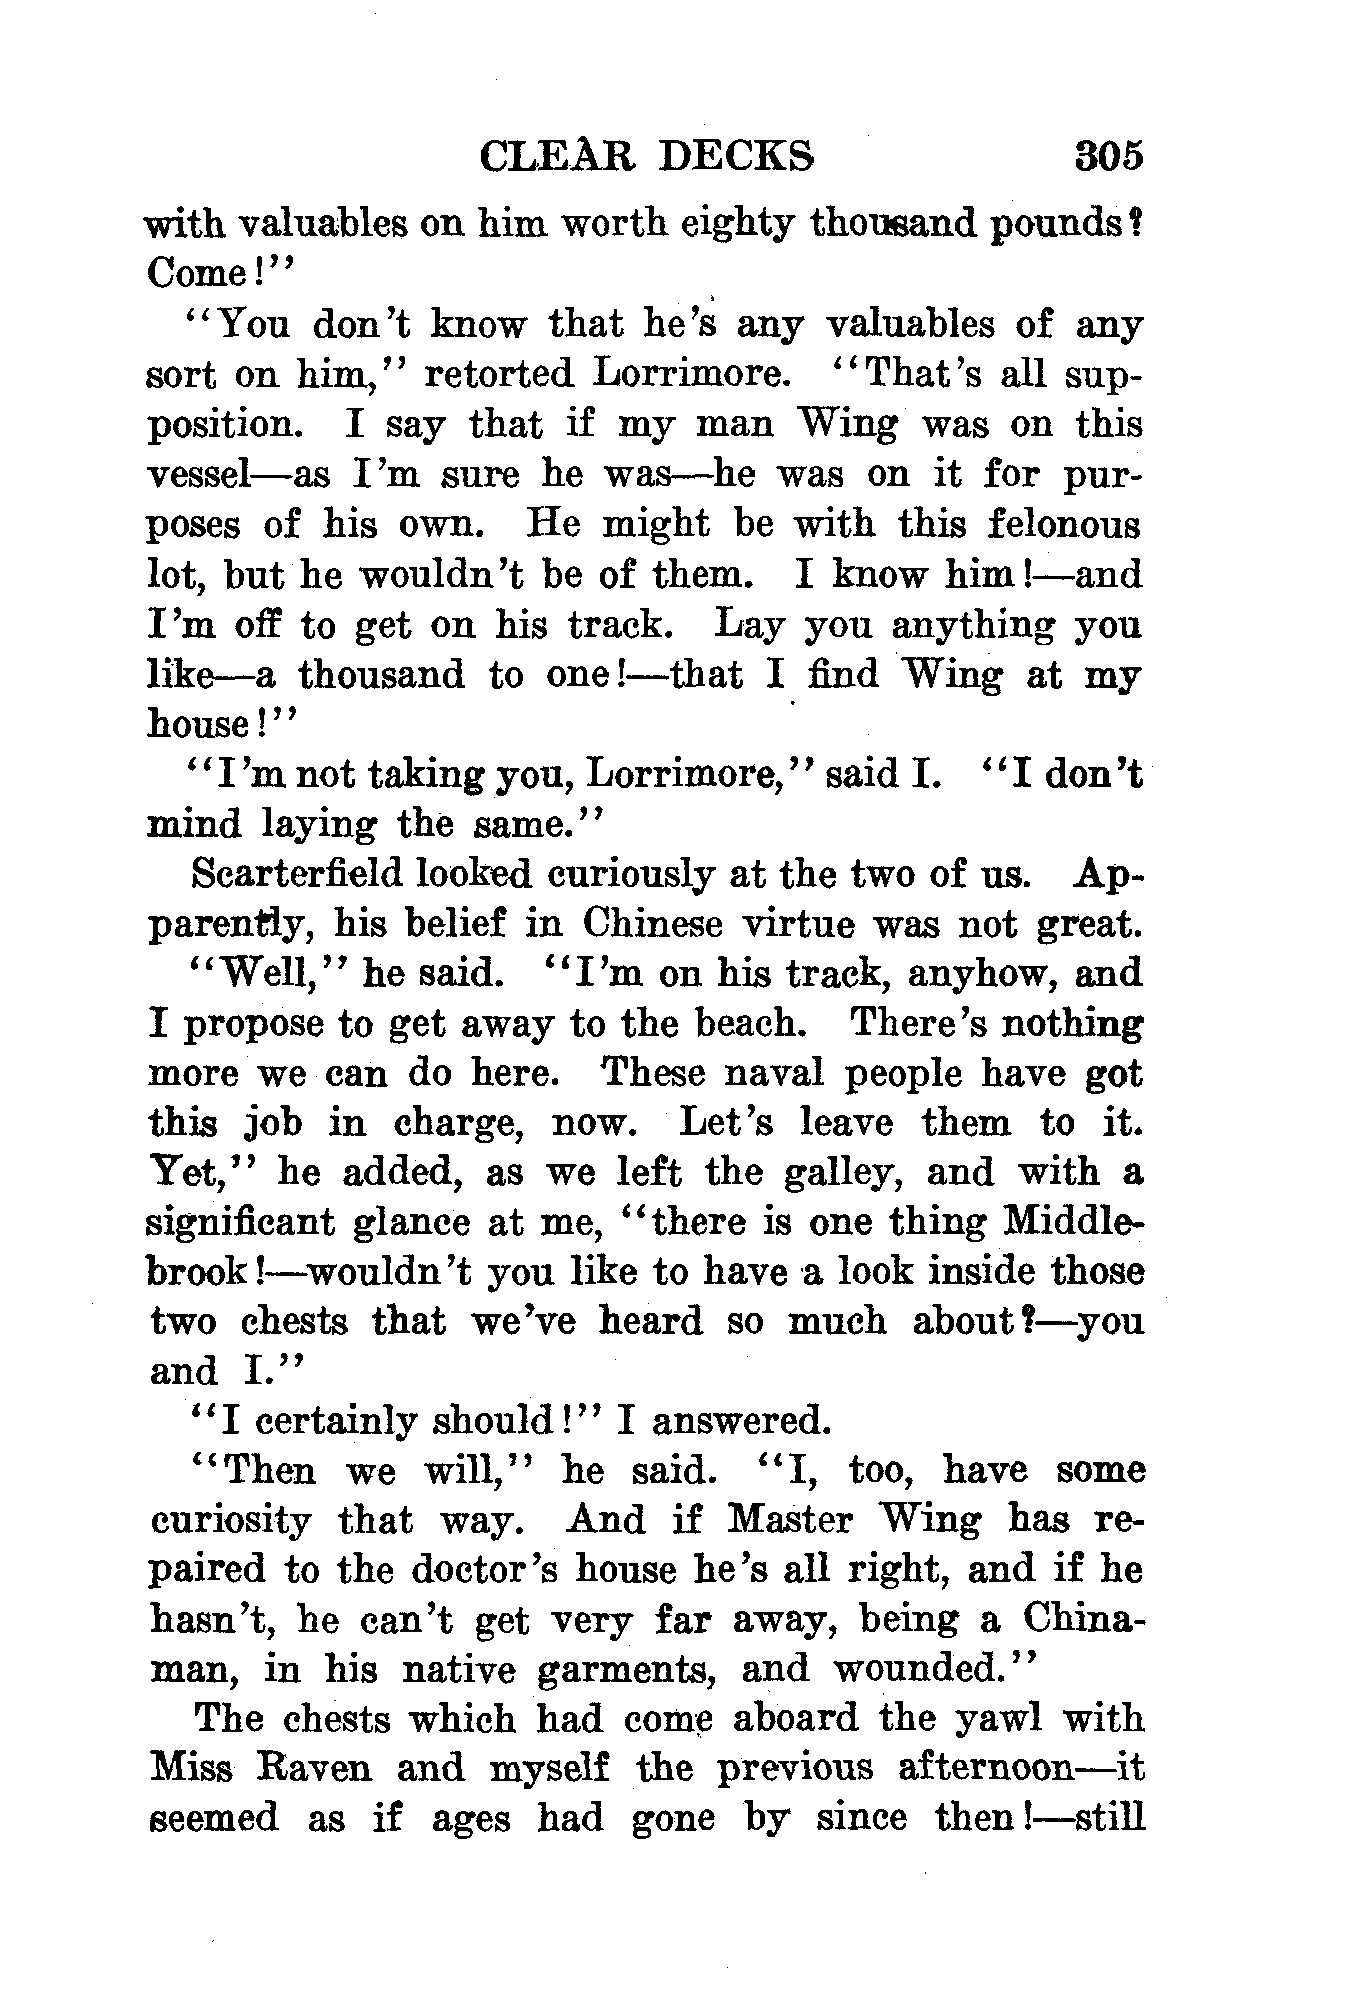 CLEAR DECKS 305
with valuables on him worth eighty thousand pounds?
Come!"
"You don't know that he's any valuables of any
sort on him," retorted Lorrimore. "That's all sup-
position. I say that if my man Wing was on this
vessel—as I'm sure he was—he was on it for pur-
poses of his own. He might be with this felonous
lot, but he wouldn't be of them. I know him!—and
I'm off to get on his track. Lay you anything you
like—a thousand to one!—that I find Wing at my
house!"
"I'm not taking you, Lorrimore," said I. "I don't
mind laying the same."
Scarterfield looked curiously at the two of us. Ap-
parently, his belief in Chinese virtue was not great.
"Well," he said. "I'm on his track, anyhow, and
I propose to get away to the beach. There's nothing
more we can do here. These naval people have got
this job in charge, now. Let's leave them to it.
Yet," he added, as we left the galley, and with a
significant glance at me, "there is one thing Middle-
brook!—wouldn't you like to have a look inside those
two chests that we've heard so much about?—you
and I."
"I certainly should!" I answered.
"Then we will," he said. "I, too, have some
curiosity that way. And if Master Wing has re-
paired to the doctor's house he's all right, and if he
hasn't, he can't get very far away, being a China-
man, in his native garments, and wounded."
The chests which had come aboard the yawl with
Miss Raven and myself the previous afternoon—it
seemed as if ages had gone by since then!—still